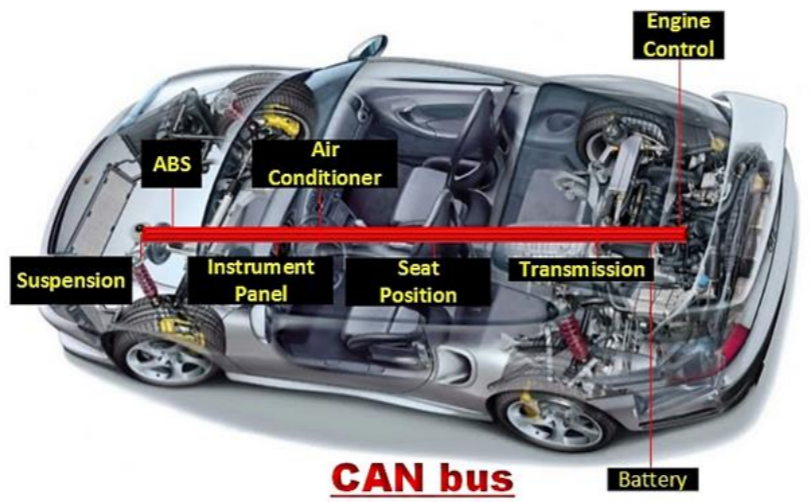 Engine
Control
ABS
Air
Conditioner
Suspension
Instrument
Panel
Seat
Position
Transmission
CAN bus
Battery